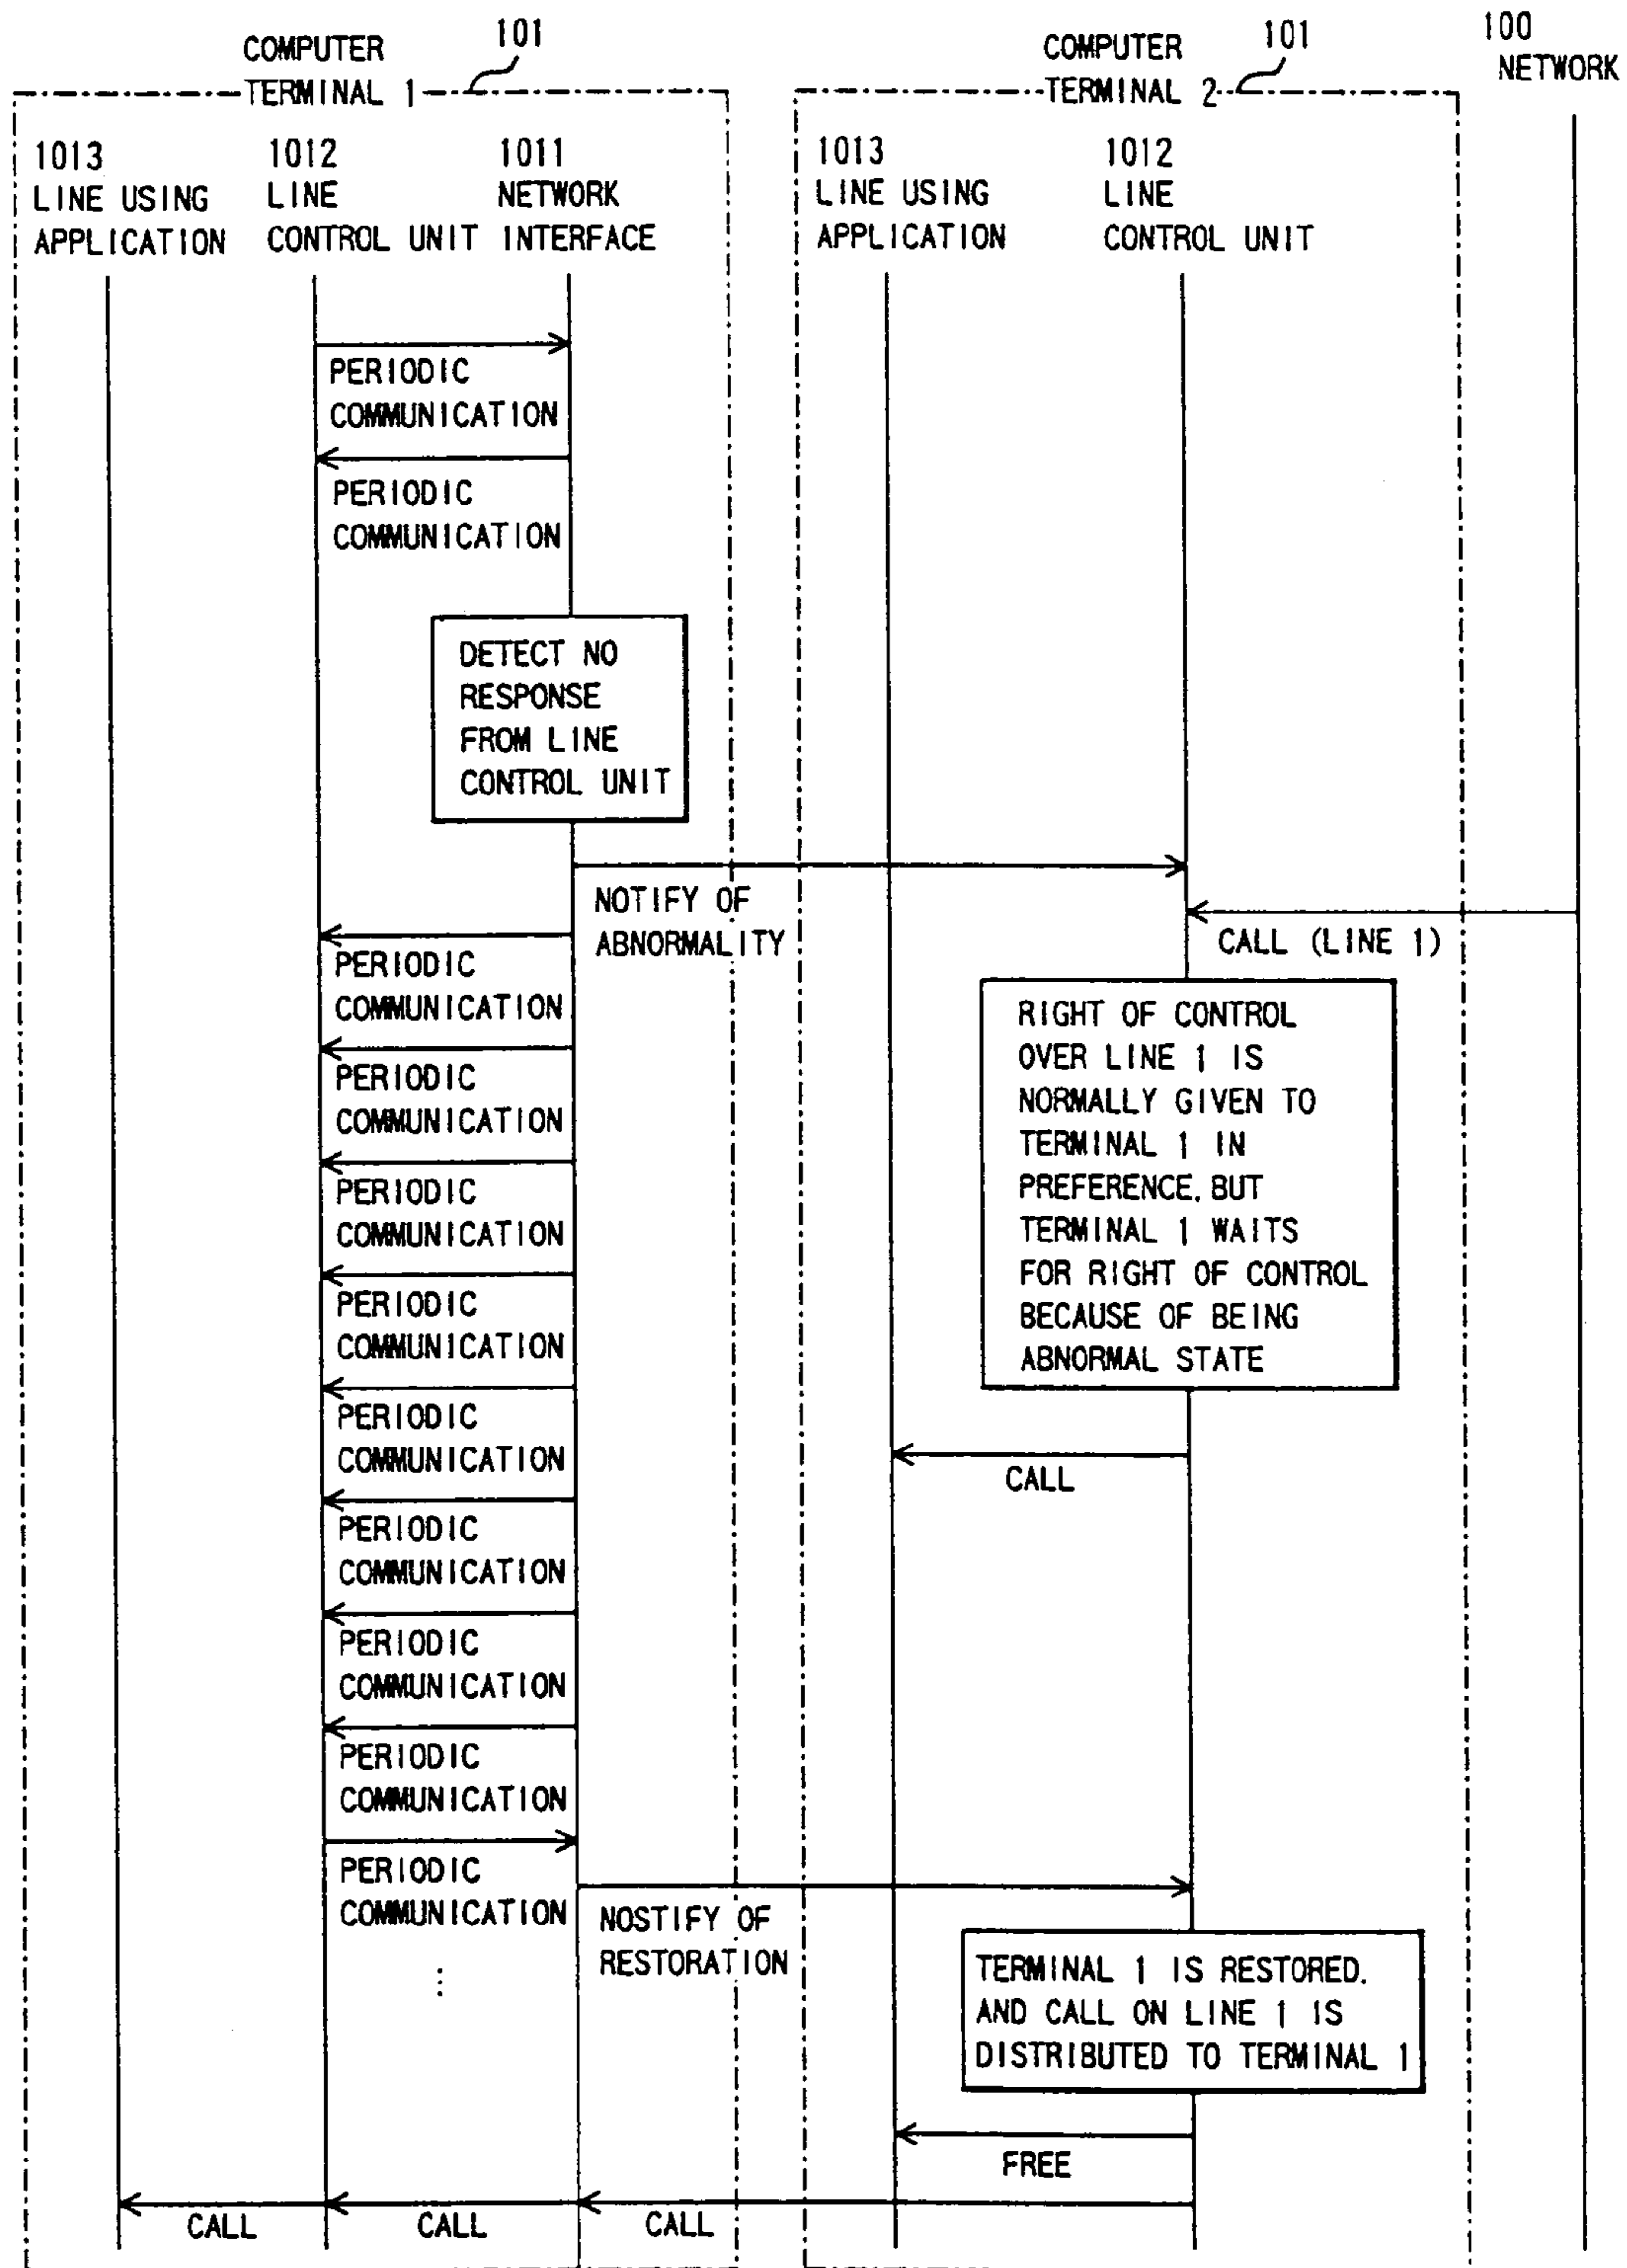 COMPUTER
TERMINAL 1
101
COMPUTER
TERMINAL 2
101
100
NETWORK
1013
LINE USING
APPLICATION
1012
LINE
CONTROL UNIT
1011
NETWORK
INTERFACE
1013
LINE USING
APPLICATION
1012
LINE
CONTROL UNIT
PERIODIC
COMMUNICATION
PERIODIC
COMMUNICATION
DETECT NO
RESPONSE
FROM LINE
CONTROL UNIT
NOTIFY OF
ABNORMALITY
CALL (LINE 1)
PERIODIC
COMMUNICATION
RIGHT OF CONTROL
OVER LINE 1 IS
NORMALLY GIVEN TO
TERMINAL 1 IN
PREFERENCE, BUT
TERMINAL 1 WAITS
FOR RIGHT OF CONTROL
BECAUSE OF BEING
ABNORMAL STATE
PERIODIC
COMMUNICATION
PERIODIC
COMMUNICATION
PERIODIC
COMMUNICATION
PERIODIC
COMMUNICATION
CALL
PERIODIC
COMMUNICATION
PERIODIC
COMMUNICATION
PERIODIC
COMMUNICATION
PERIODIC
COMMUNICATION
NOSTIFY OF
RESTORATION
TERMINAL 1 IS RESTORED,
AND CALL ON LINE 1 IS
DISTRIBUTED TO TERMINAL 1
FREE
CALL
CALL
CALL